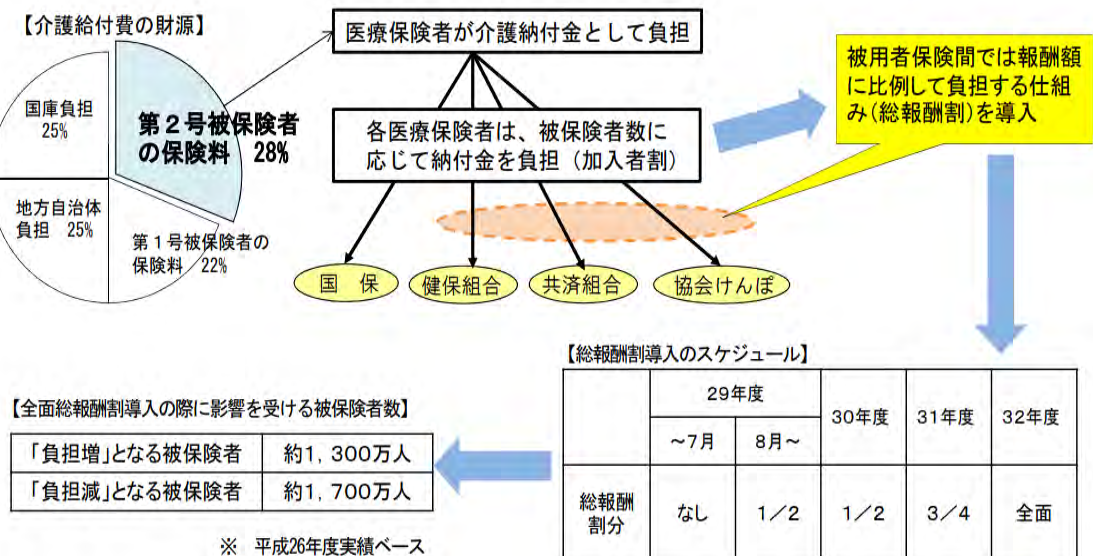 【介護給付費の財源】
国庫負担
25%
第2号被保険者
の保険料 28%
地方自治体
負担 25%
第1号被保険者の
保険料 22%
医療保険者が介護納付金として負担
各医療保険者は、被保険者数に
応じて納付金を負担（加入者割）
国 保
健保組合
共済組合
協会けんぽ
被用者保険間では報酬額
に比例して負担する仕組
み(総報酬割)を導入
【総報酬割導入のスケジュール】
29年度
30年度
31年度
32年度
～7月
8月～
総報酬
割分
なし
1／2
1／2
3／4
全面
【全面総報酬割導入の際に影響を受ける被保険者数】
「負担増」となる被保険者 約1，300万人
「負担減」となる被保険者 約1，700万人
※ 平成26年度実績ベース